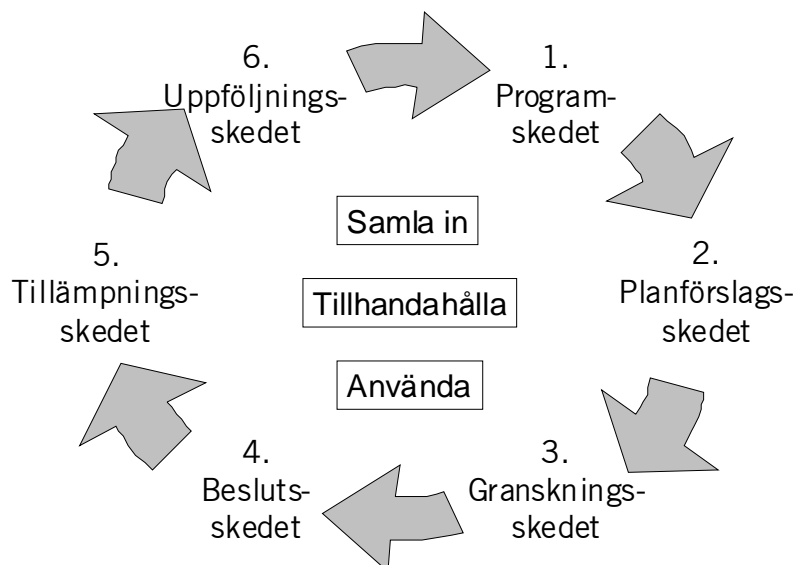 1.
Program-
skedet
2.
Planförslags-
skedet
3.
Gransknings-
skedet
4.
Besluts-
skedet
5.
Tillämpnings-
skedet
6.
Uppföljnings-
skedet
Samla in
Tillhandahålla
Använda